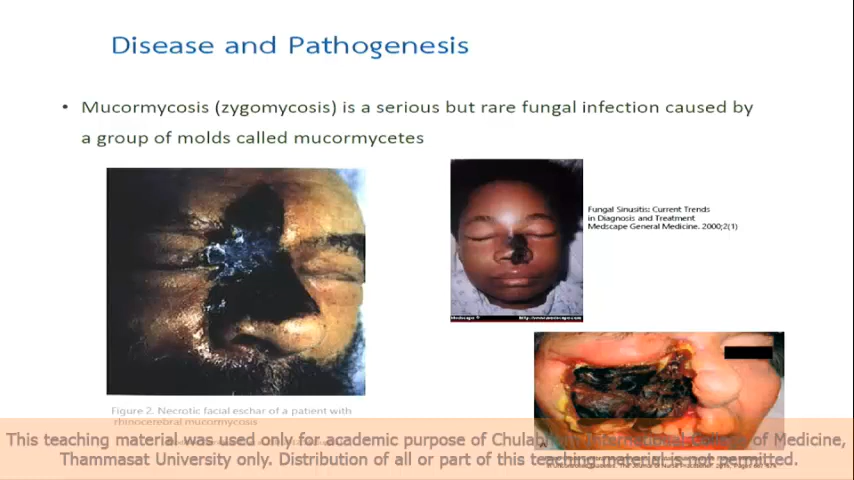 Disease and Pathogenesis
• Mucormycosis (zygomycosis) is a serious but rare fungal infection caused by
a group of molds called mucormycetes
Fungal Sinusitis: Current Trends
in Diagnosis and Treatment
Medscape General Medicine. 2000;2(1)
Medscape ®
Figure 2. Necrotic facial eschar of a patient with
rhinocerebral mucormycosis
This teaching material was used only for academic purpose of Chulabhorn International College of Medicine,
Thammasat University only. Distribution of all or part of this teaching material is not permitted.